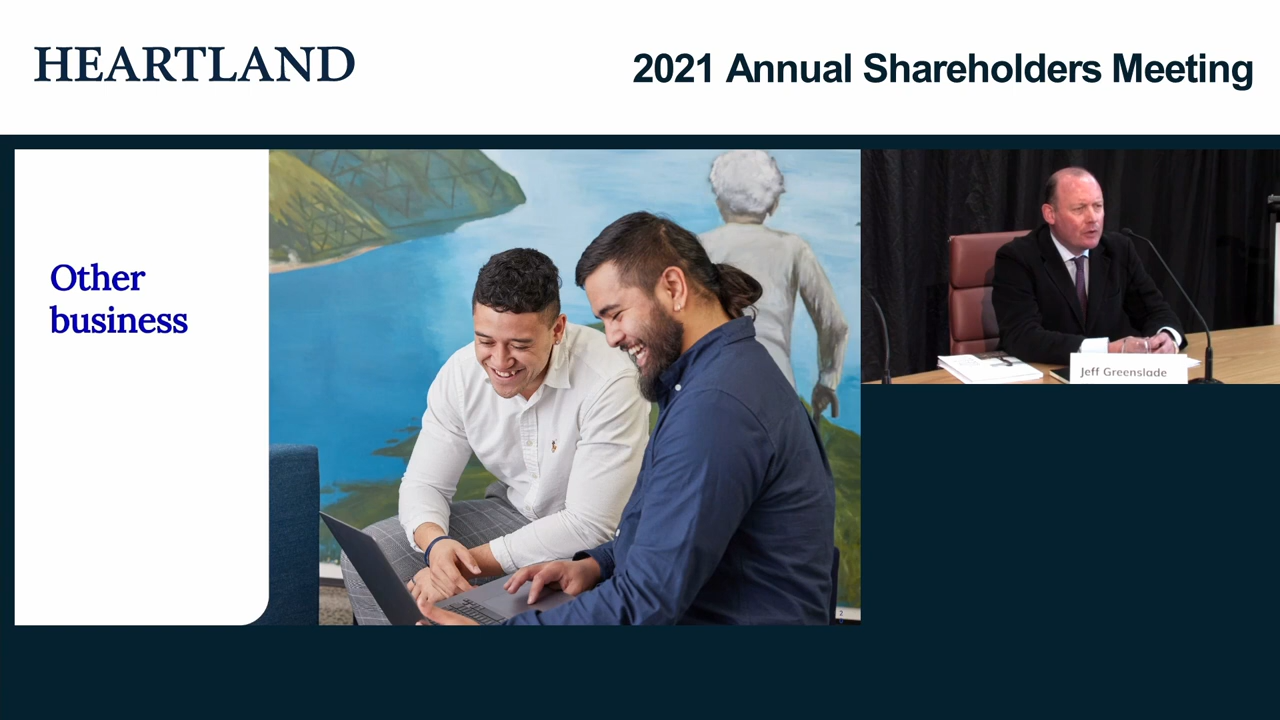 HEARTLAND
2021 Annual Shareholders Meeting
Other
business
Jeff Greenslade